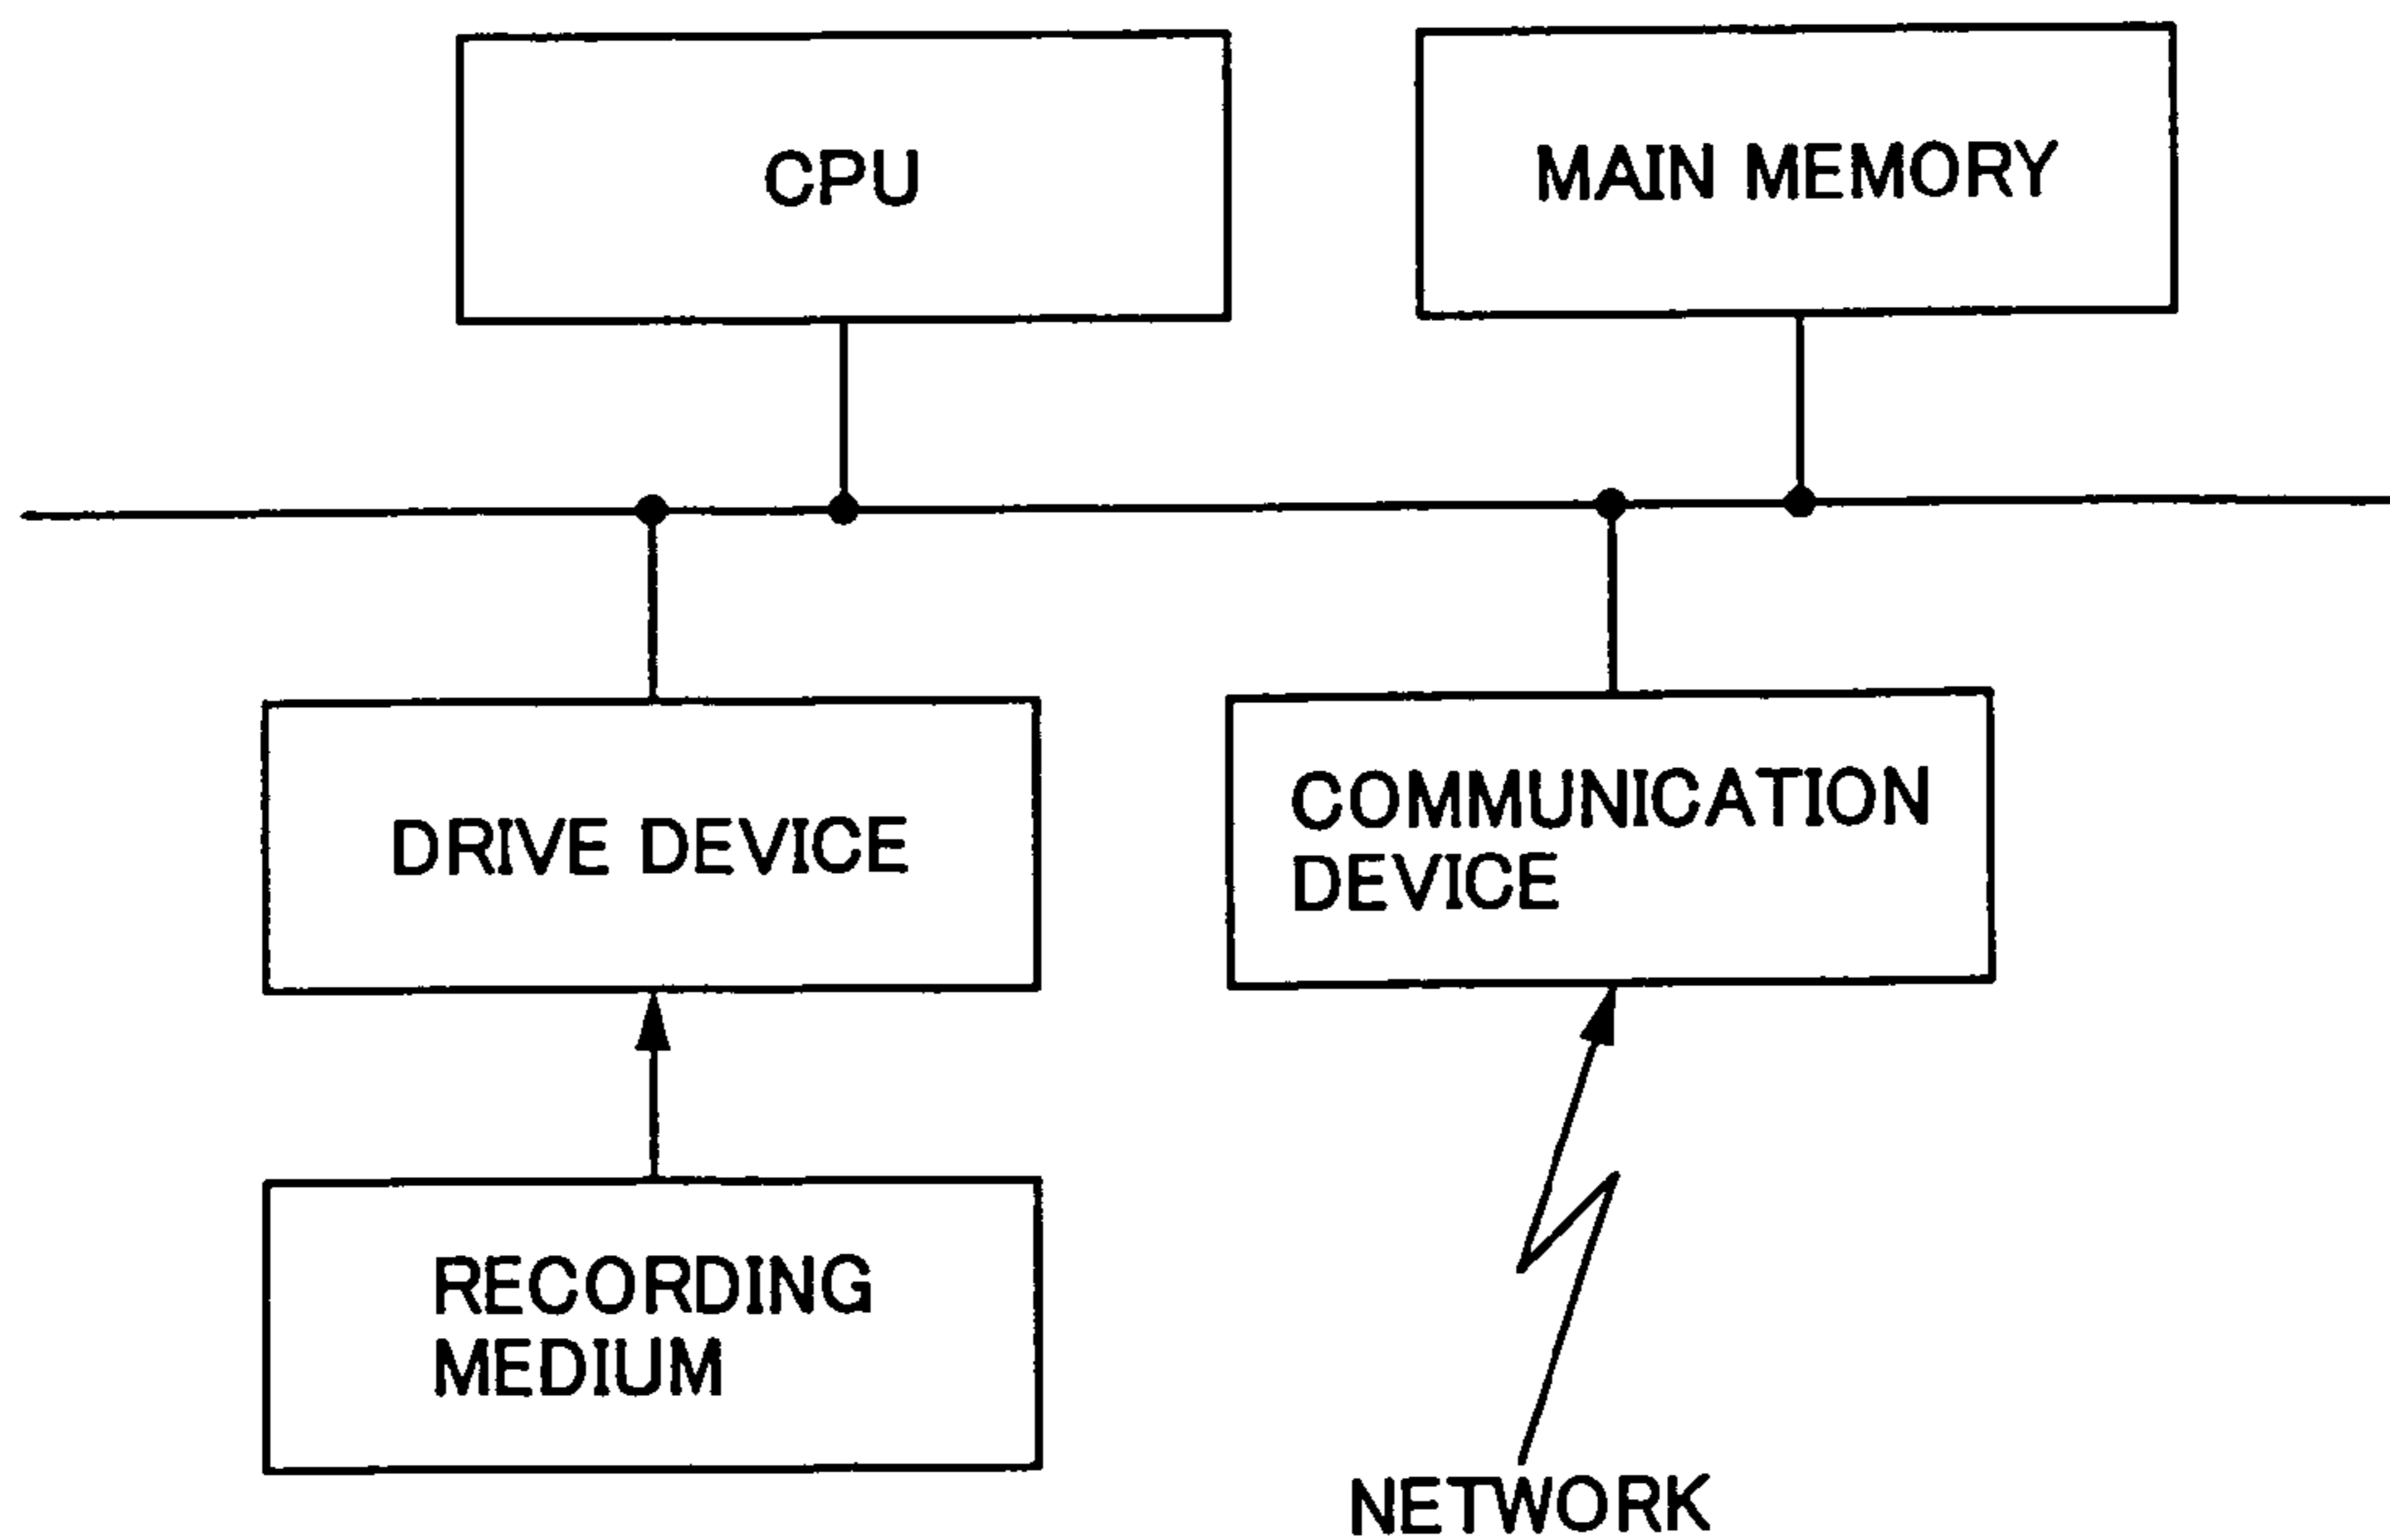 CPU
MAIN MEMORY
DRIVE DEVICE
COMMUNICATION
DEVICE
RECORDING
MEDIUM
NETWORK